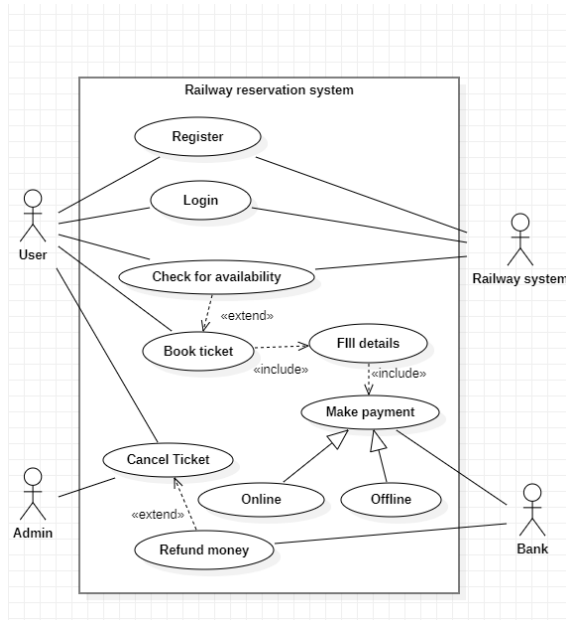 Railway reservation system
Register
Login
User
Railway system
Check for availability
«extend»
Book ticket
FIll details
«include»
«include»
Make payment
Cancel Ticket
Admin
Online
Offline
«extend»
Refund money
Bank